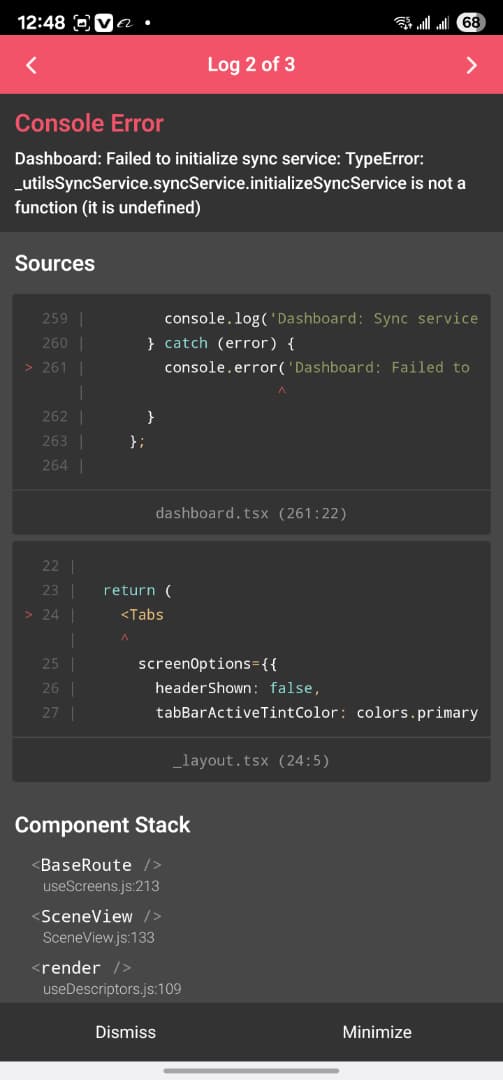 12:48
68
Log 2 of 3
Console Error
Dashboard: Failed to initialize sync service: TypeError:
_utilsSyncService.syncService.initializeSyncService is not a
function (it is undefined)
Sources
259 | console.log('Dashboard: Sync service
260 | } catch (error) {
> 261 | console.error('Dashboard: Failed to
| ^
262 | }
263 | };
264 |
dashboard.tsx (261:22)
22 |
23 | return (
> 24 | <Tabs
| ^
25 | screenOptions={{
26 | headerShown: false,
27 | tabBarActiveTintColor: colors.primary
_layout.tsx (24:5)
Component Stack
<BaseRoute />
useScreens.js:213
<SceneView />
SceneView.js:133
<render />
useDescriptors.js:109
Dismiss
Minimize